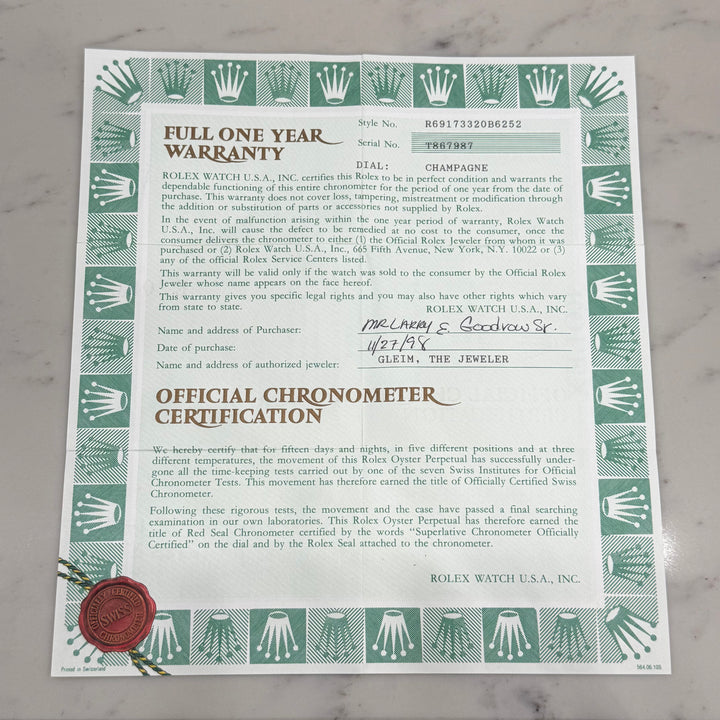 Style No. R69173320B6252
FULL ONE YEAR
WARRANTY
Serial No. T867987
DIAL: CHAMPAGNE
ROLEX WATCH U.S.A., INC. certifies this Rolex to be in perfect condition and warrants the
dependable functioning of this entire chronometer for the period of one year from the date of
purchase. This warranty does not cover loss, tampering, mistreatment or modification through
the addition or substitution of parts or accessories not supplied by Rolex.
In the event of malfunction arising within the one year period of warranty, Rolex Watch
U.S.A., Inc. will cause the defect to be remedied at no cost to the consumer, once the
consumer delivers the chronometer to either (1) the Official Rolex Jeweler from whom it was
purchased or (2) Rolex Watch U.S.A., Inc., 665 Fifth Avenue, New York, N.Y. 10022 or (3)
any of the official Rolex Service Centers listed.
This warranty will be valid only if the watch was sold to the consumer by the Official Rolex
Jeweler whose name appears on the face hereof.
This warranty gives you specific legal rights and you may also have other rights which vary
from state to state.
ROLEX WATCH U.S.A., INC.
Name and address of Purchaser: MR LARRY E. Goodrow Sr.
Date of purchase: 11/27/98
Name and address of authorized jeweler: GLEIM, THE JEWELER
OFFICIAL CHRONOMETER
CERTIFICATION
We hereby certify that for fifteen days and nights, in five different positions and at three
different temperatures, the movement of this Rolex Oyster Perpetual has successfully under-
gone all the time-keeping tests carried out by one of the seven Swiss Institutes for Official
Chronometer Tests. This movement has therefore earned the title of Officially Certified Swiss
Chronometer.
Following these rigorous tests, the movement and the case have passed a final searching
examination in our own laboratories. This Rolex Oyster Perpetual has therefore earned the
title of Red Seal Chronometer certified by the words “Superlative Chronometer Officially
Certified” on the dial and by the Rolex Seal attached to the chronometer.
ROLEX WATCH U.S.A., INC.
OFFICIALLY CERTIFIED
SWISS
CHRONOMETER
Printed in Switzerland
564.06.105